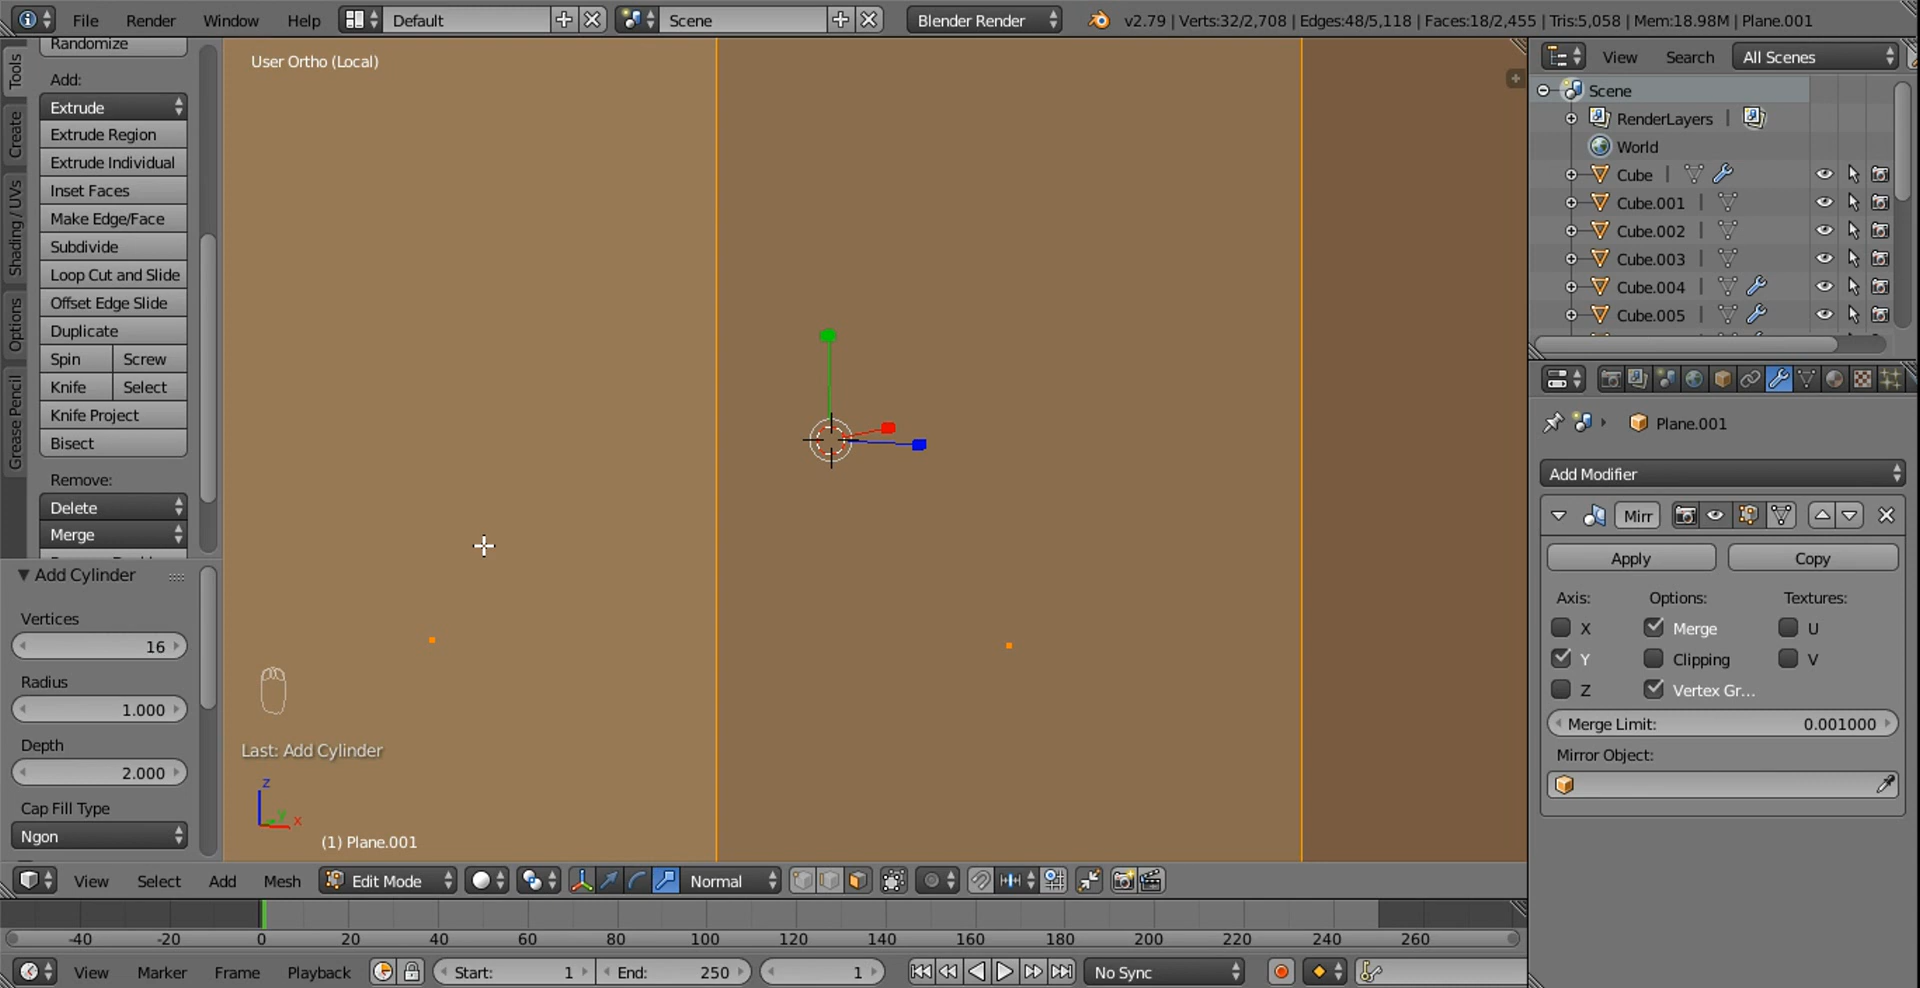 File Render Window Help Default Scene Blender Render v2.79 | Verts:32/2,708 | Edges:48/5,118 | Faces:18/2,455 | Tris:5,058 | Mem:18.98M | Plane.001
Tools
Create
Shading / UVs
Options
Grease Pencil
Randomize
Add:
Extrude
Extrude Region
Extrude Individual
Inset Faces
Make Edge/Face
Subdivide
Loop Cut and Slide
Offset Edge Slide
Duplicate
Spin Screw
Knife Select
Knife Project
Bisect
Remove:
Delete
Merge
Add Cylinder
Vertices
16
Radius
1.000
Depth
2.000
Cap Fill Type
Ngon
User Ortho (Local)
Last: Add Cylinder
z
y
x
(1) Plane.001
View Select Add Mesh Edit Mode Normal
-40 -20 0 20 40 60 80 100 120 140 160 180 200 220 240 260
View Marker Frame Playback Start: 1 End: 250 1 No Sync
View Search All Scenes
Scene
RenderLayers |
World
Cube |
Cube.001 |
Cube.002 |
Cube.003 |
Cube.004 |
Cube.005 |
Plane.001
Add Modifier
Mirr
Apply Copy
Axis: Options: Textures:
X Merge U
Y Clipping V
Z Vertex Gr...
Merge Limit: 0.001000
Mirror Object: